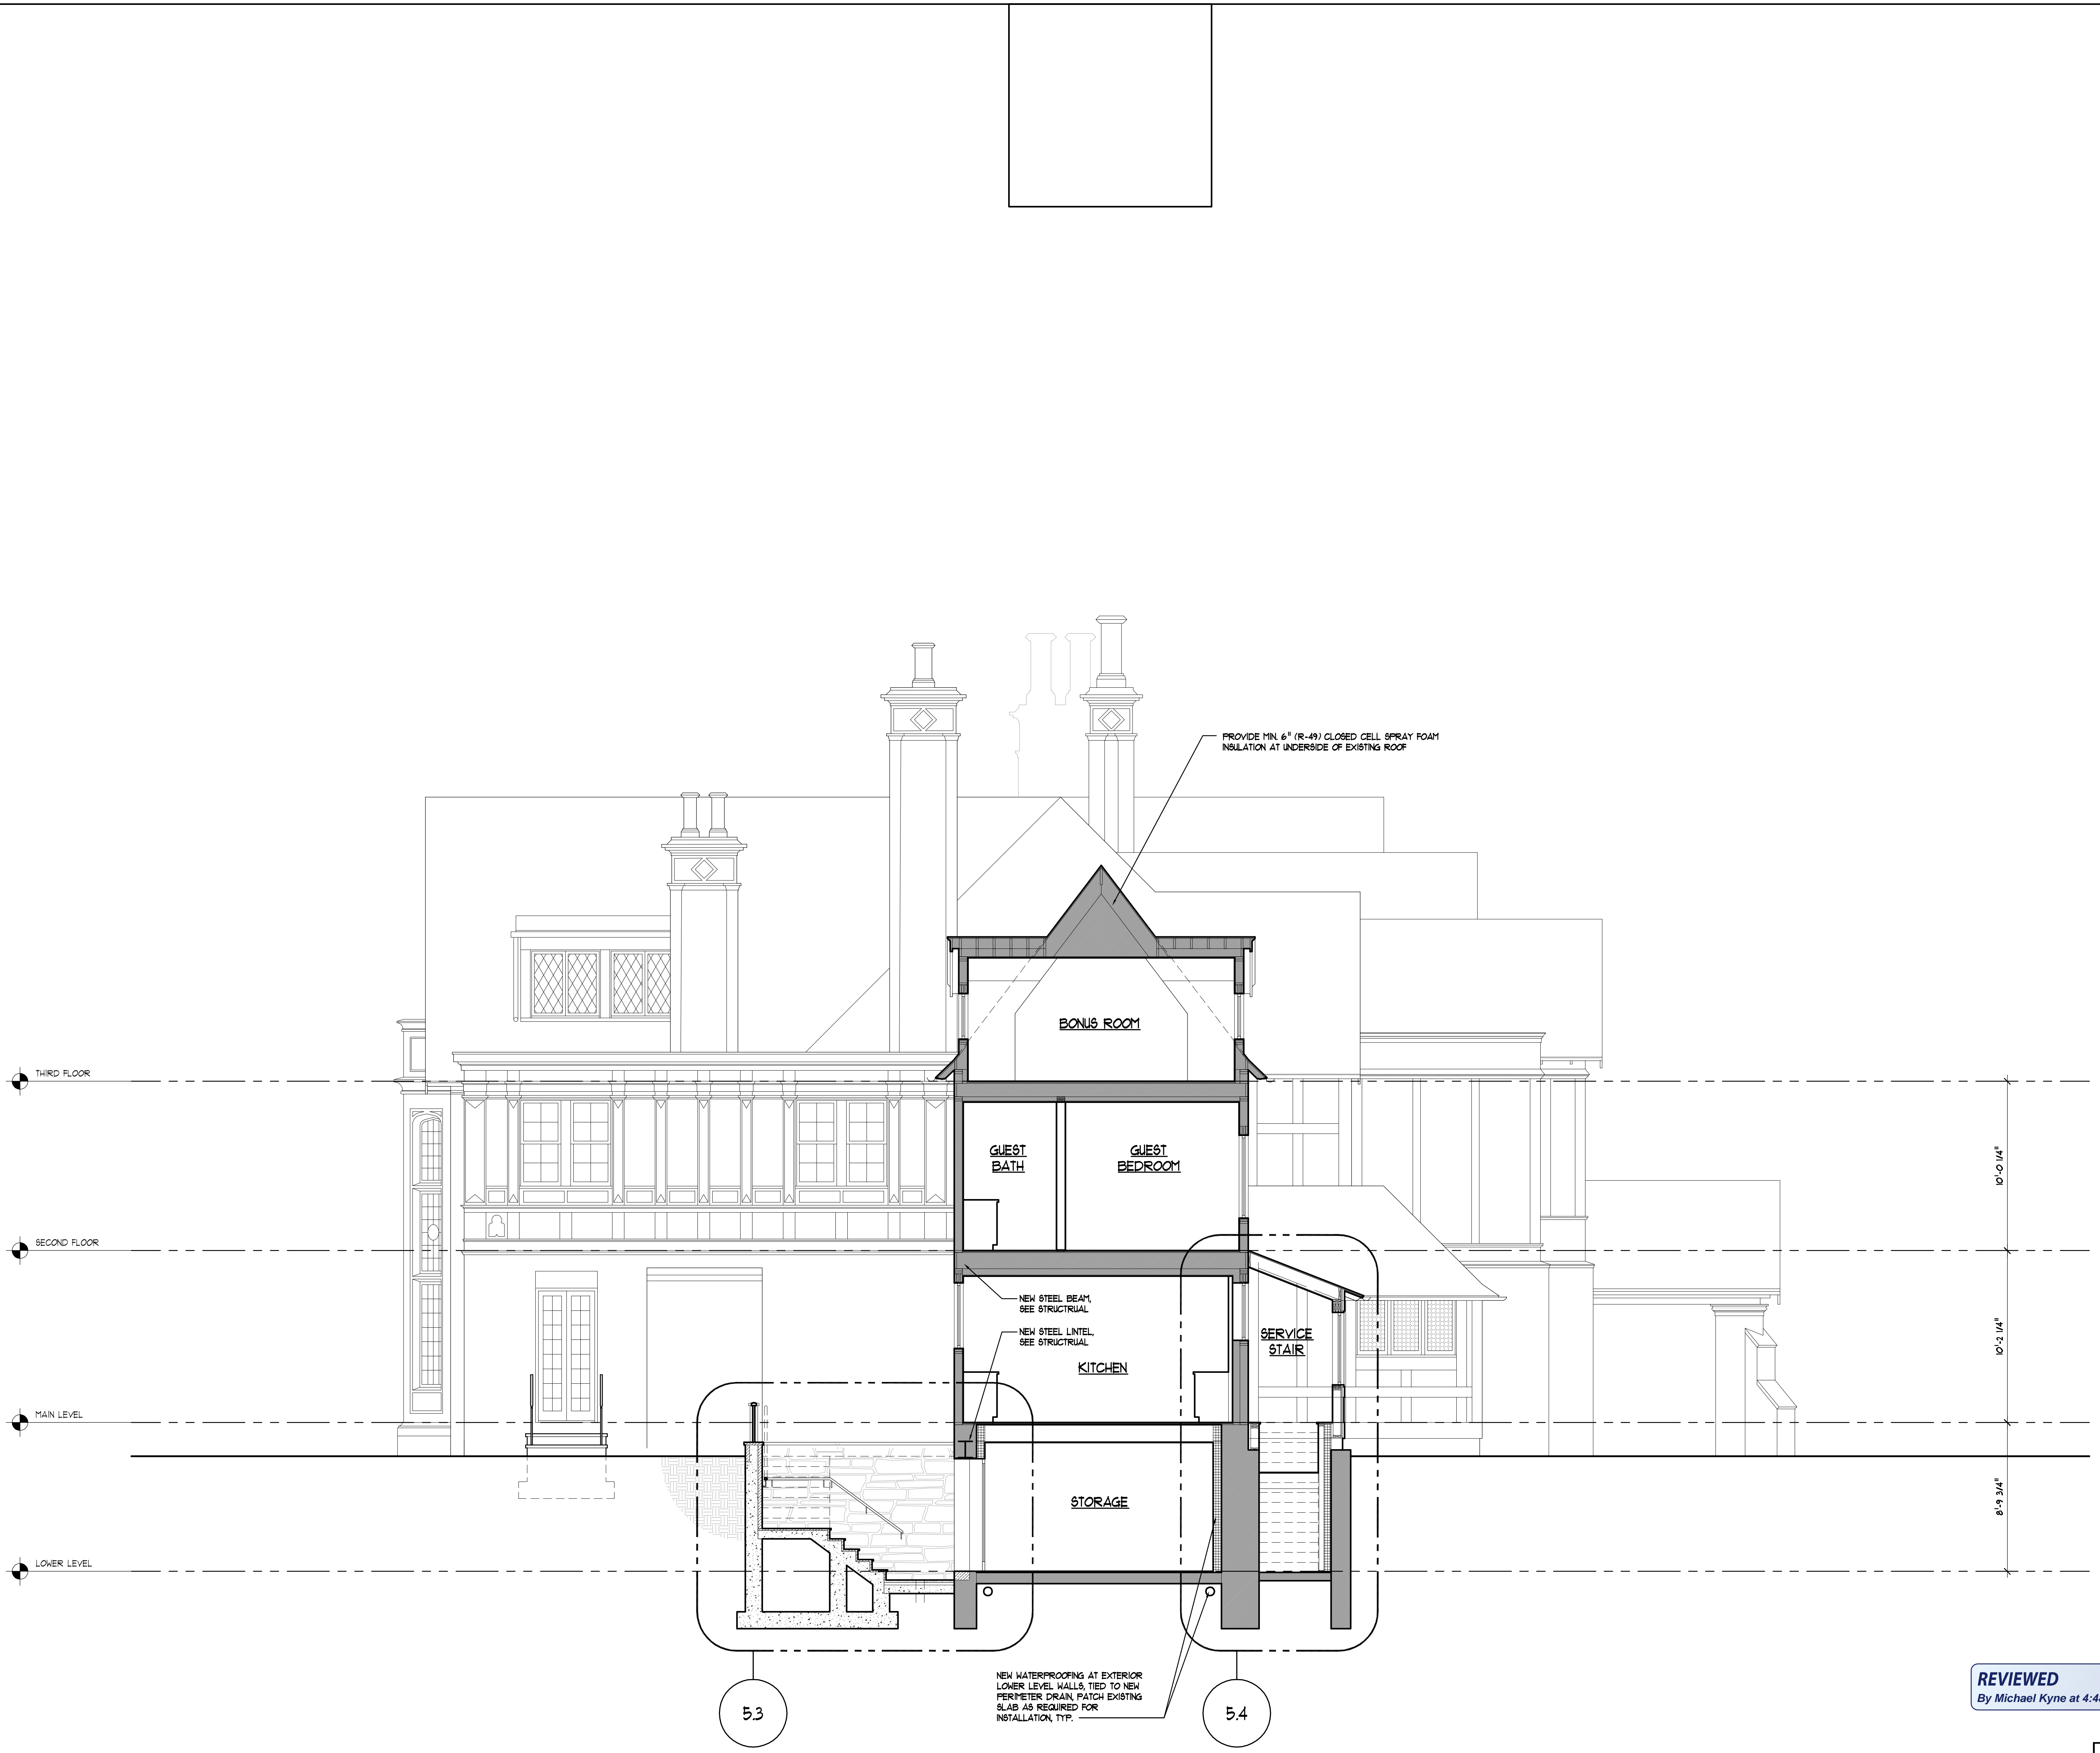 PROVIDE MIN. 6" (R-49) CLOSED CELL SPRAY FOAM
INSULATION AT UNDERSIDE OF EXISTING ROOF
BONUS ROOM
THIRD FLOOR
GUEST
BATH
GUEST
BEDROOM
10'-0 1/4"
SECOND FLOOR
NEW STEEL BEAM,
SEE STRUCTRUAL
NEW STEEL LINTEL,
SEE STRUCTRUAL
SERVICE
STAIR
KITCHEN
10'-2 1/4"
MAIN LEVEL
STORAGE
8'-9 3/4"
LOWER LEVEL
NEW WATERPROOFING AT EXTERIOR
LOWER LEVEL WALLS, TIED TO NEW
PERIMETER DRAIN, PATCH EXISTING
SLAB AS REQUIRED FOR
INSTALLATION, TYP.
5.3
5.4
REVIEWED
By Michael Kyne at